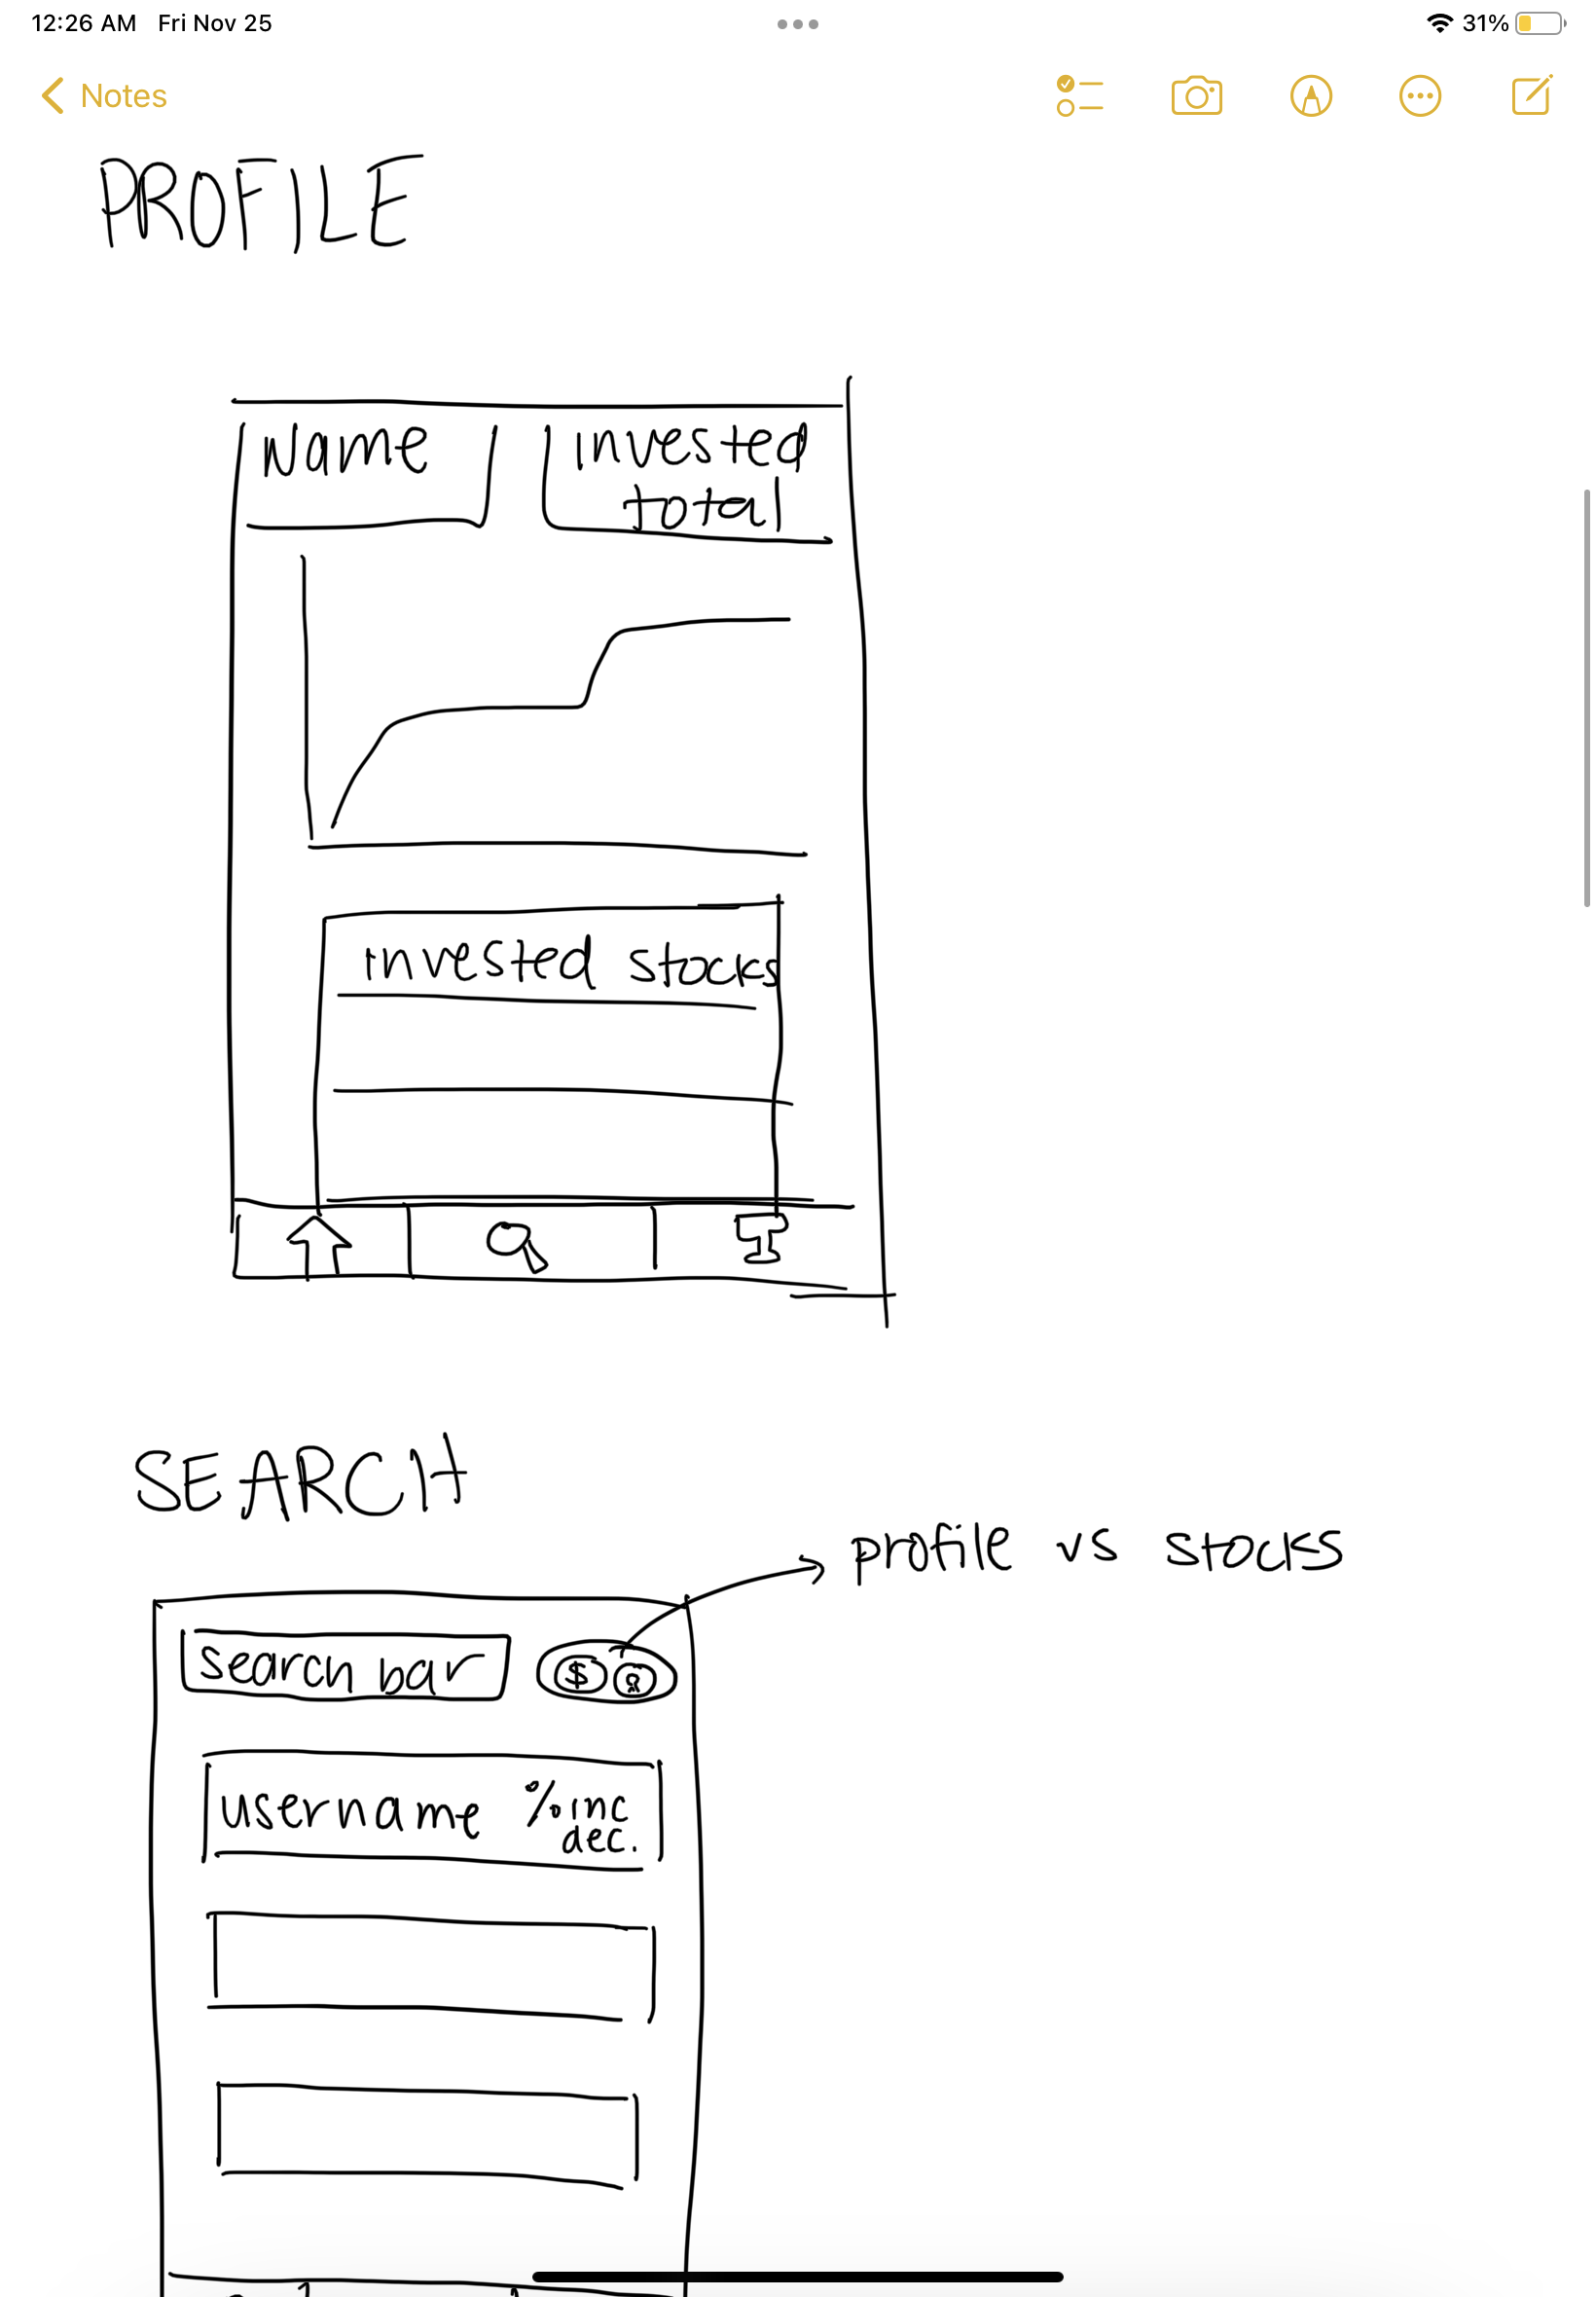 12:26 AM Fri Nov 25
31%
Notes
PROFILE
Name
invested
total
invested stocks
SEARCH
profile vs stocks
search bar
$
username % inc
dec.